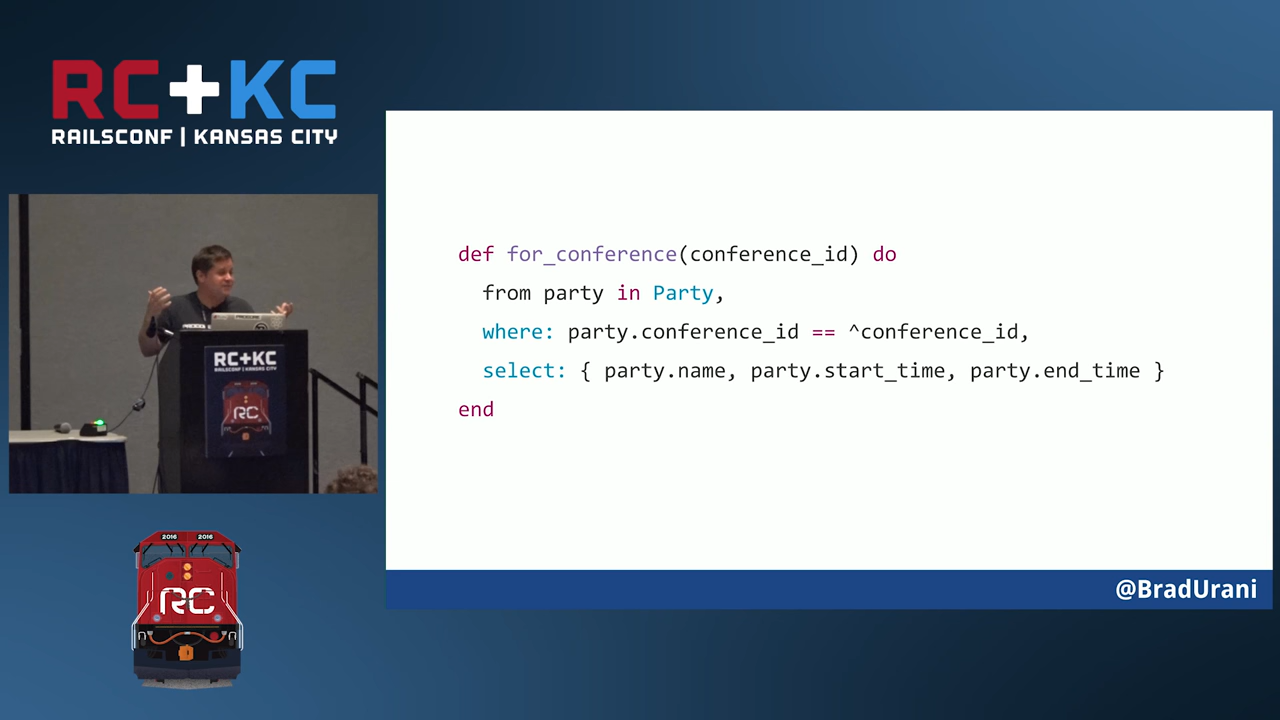 RC+KC
RAILSCONF | KANSAS CITY
def for_conference(conference_id) do
from party in Party,
where: party.conference_id == ^conference_id,
select: { party.name, party.start_time, party.end_time }
end
RC+KC
RAILSCONF | KANSAS CITY
RC
2016 2016
RC
@BradUrani